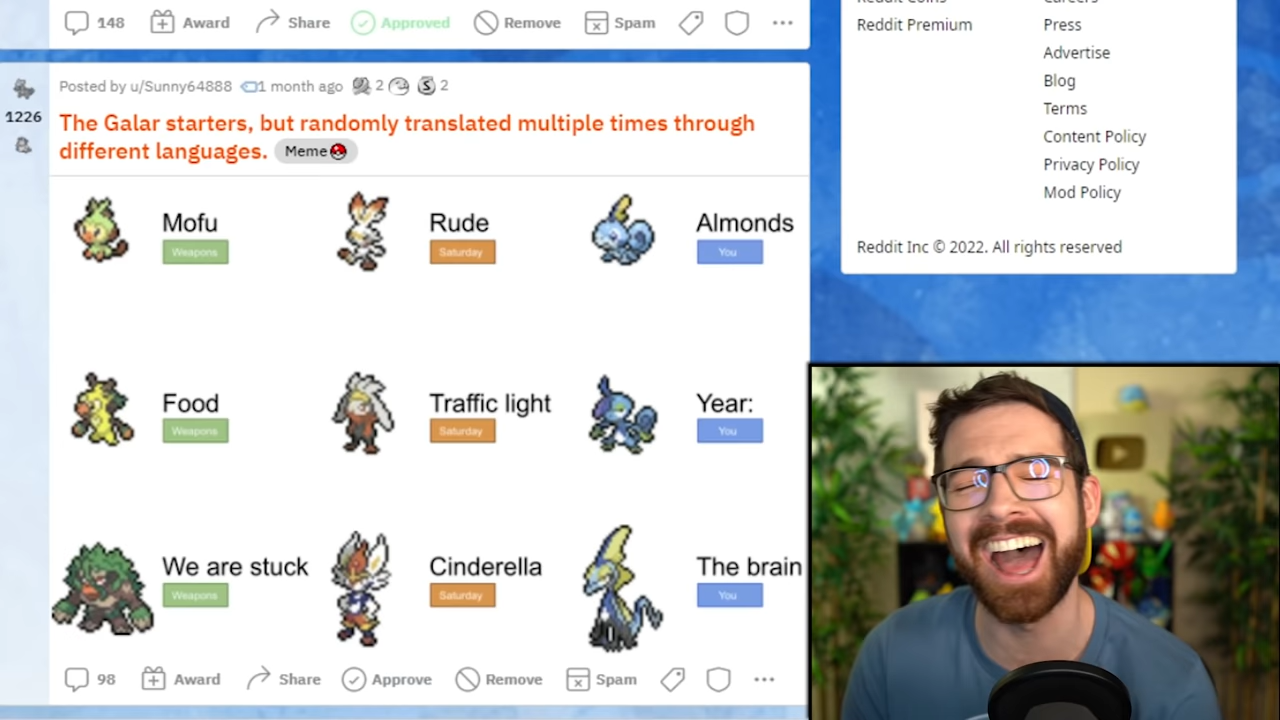 148 Award Share Approved Remove Spam
Posted by u/Sunny64888 1 month ago 2 S 2
1226
The Galar starters, but randomly translated multiple times through
different languages. Meme
Mofu Rude Almonds
Weapons Saturday You
Food Traffic light Year:
Weapons Saturday You
We are stuck Cinderella The brain
Weapons Saturday You
98 Award Share Approve Remove Spam
Reddit Coins Careers
Reddit Premium Press
Advertise
Blog
Terms
Content Policy
Privacy Policy
Mod Policy
Reddit Inc © 2022. All rights reserved